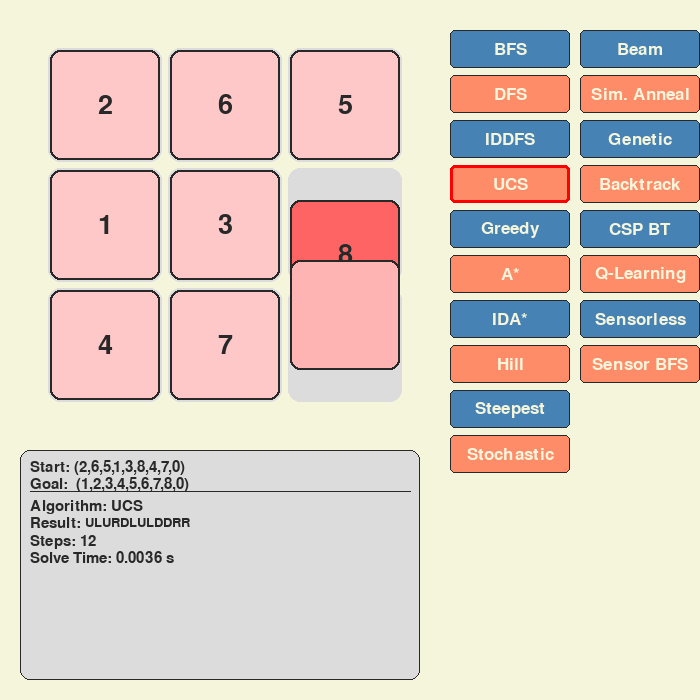 2 6 5
1 3 8
4 7
BFS Beam
DFS Sim. Anneal
IDDFS Genetic
UCS Backtrack
Greedy CSP BT
A* Q-Learning
IDA* Sensorless
Hill Sensor BFS
Steepest
Stochastic
Start: (2,6,5,1,3,8,4,7,0)
Goal: (1,2,3,4,5,6,7,8,0)
Algorithm: UCS
Result: ULURDLULDDRR
Steps: 12
Solve Time: 0.0036 s